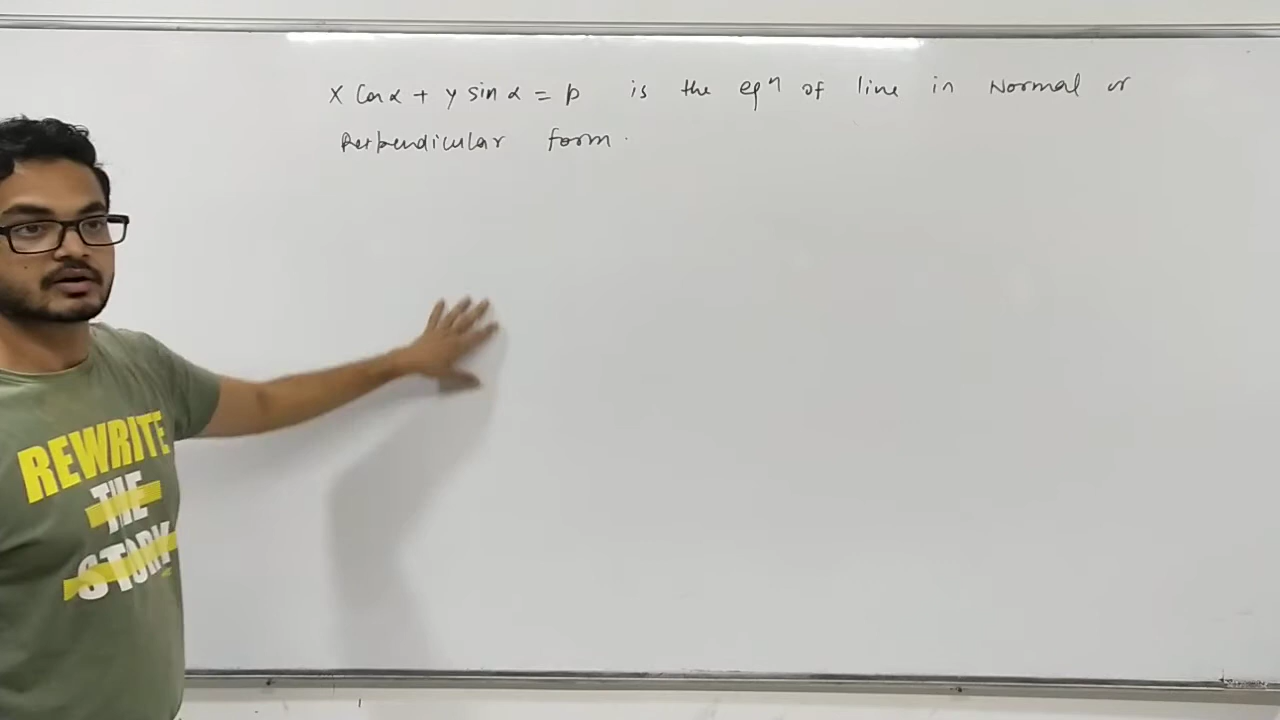 x cos α + y sin α = p is the eqⁿ of line in Normal or
Perpendicular form.
REWRITE
THE
STORY